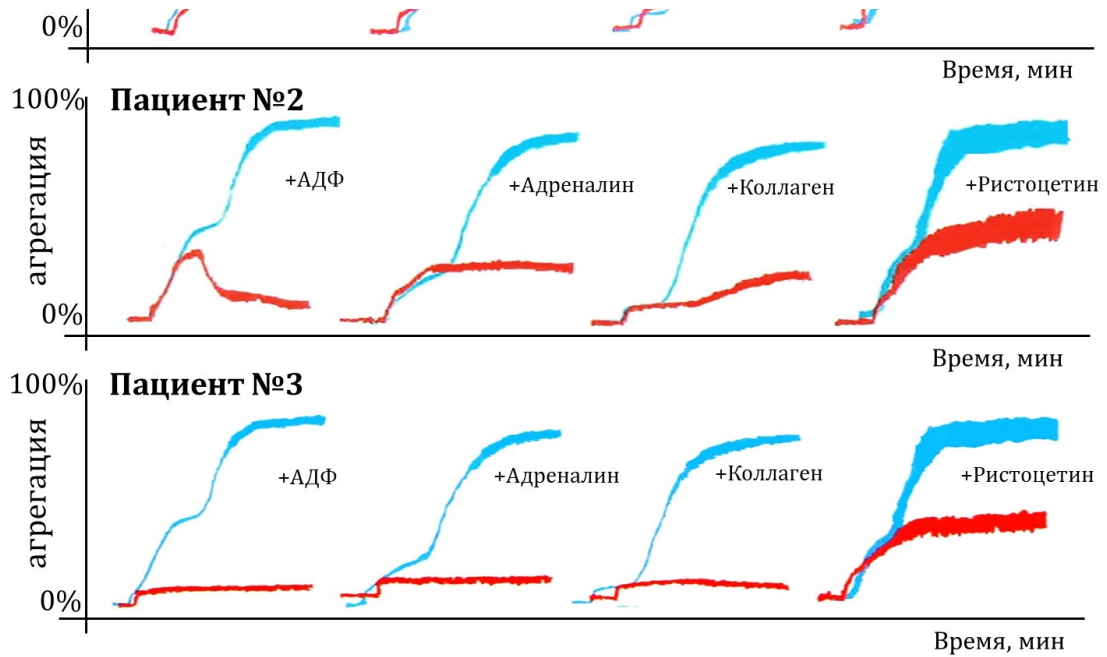 0%
Время, мин
100%
Пациент №2
агрегация
+АДФ
+Адреналин
+Коллаген
+Ристоцетин
0%
Время, мин
100%
Пациент №3
агрегация
+АДФ
+Адреналин
+Коллаген
+Ристоцетин
0%
Время, мин